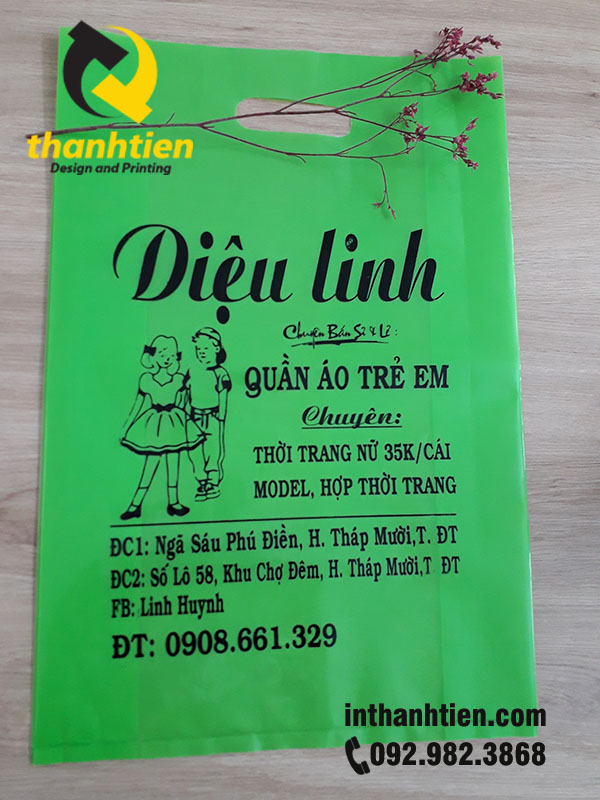 thanhtien
Design and Printing
Diệu linh
Chuyên Bán Sỉ & Lẻ:
QUẦN ÁO TRẺ EM
Chuyên:
THỜI TRANG NỮ 35K/CÁI
MODEL, HỢP THỜI TRANG
ĐC1: Ngã Sáu Phú Điền, H. Tháp Mười,T. ĐT
ĐC2: Số Lô 58, Khu Chợ Đêm, H. Tháp Mười,T ĐT
FB: Linh Huynh
ĐT: 0908.661.329
inthanhtien.com
092.982.3868